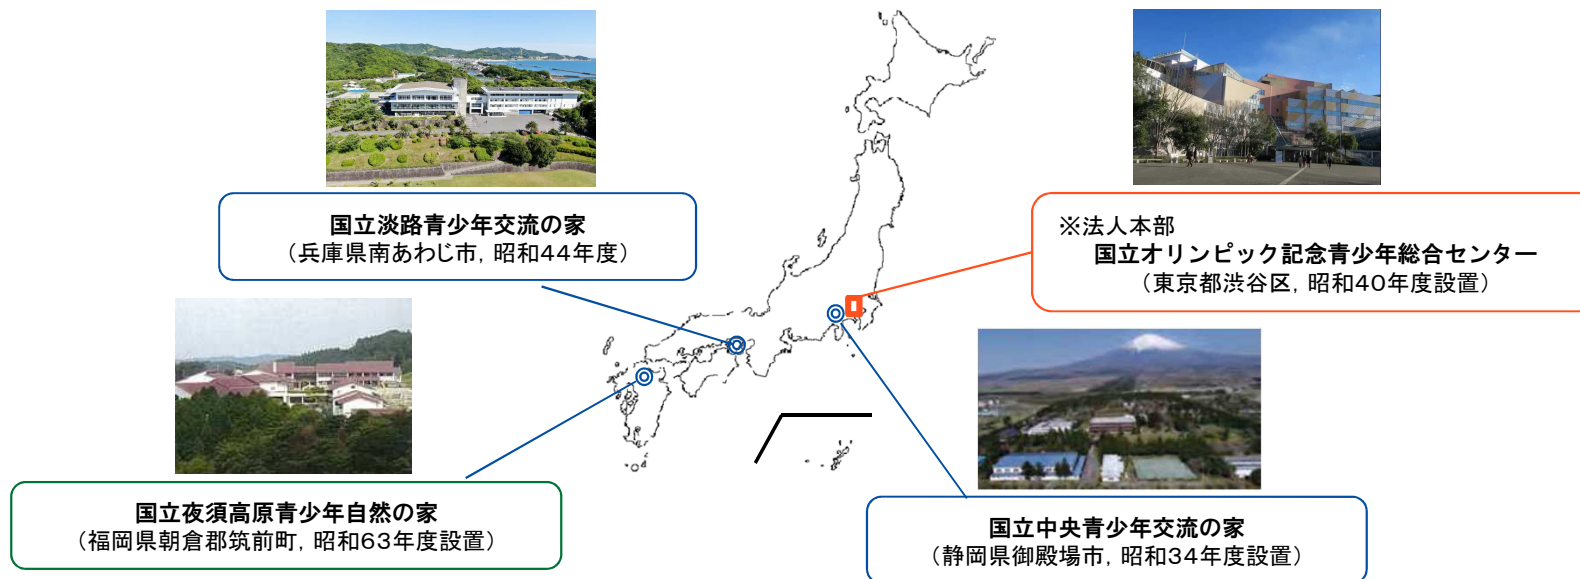 国立淡路青少年交流の家
（兵庫県南あわじ市，昭和44年度）
※法人本部
国立オリンピック記念青少年総合センター
（東京都渋谷区，昭和40年度設置）
国立夜須高原青少年自然の家
（福岡県朝倉郡筑前町，昭和63年度設置）
国立中央青少年交流の家
（静岡県御殿場市，昭和34年度設置）